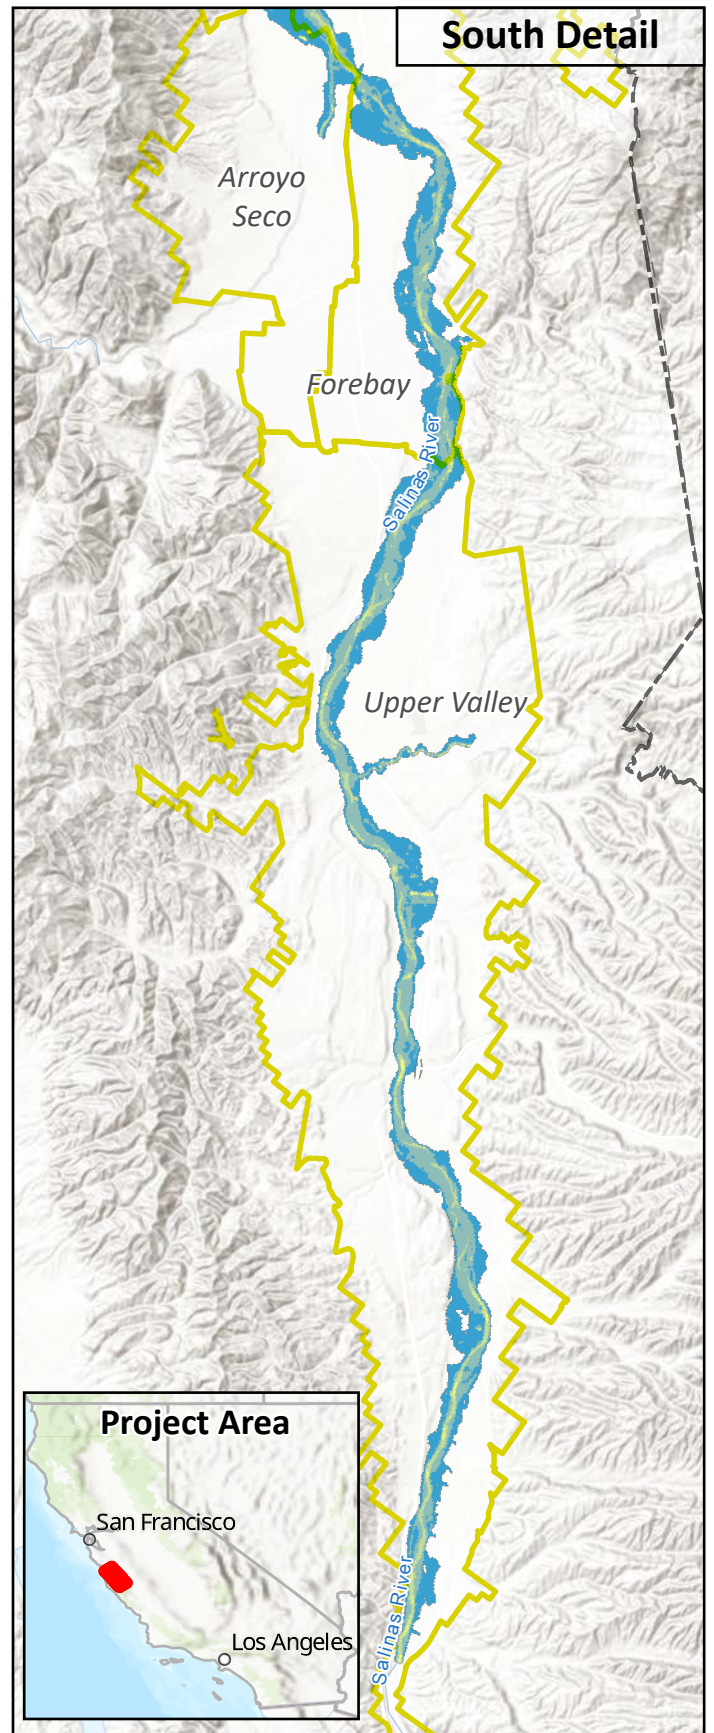 South Detail
Arroyo
Seco
Forebay
Salinas River
Upper Valley
Project Area
San Francisco
Los Angeles
Salinas River